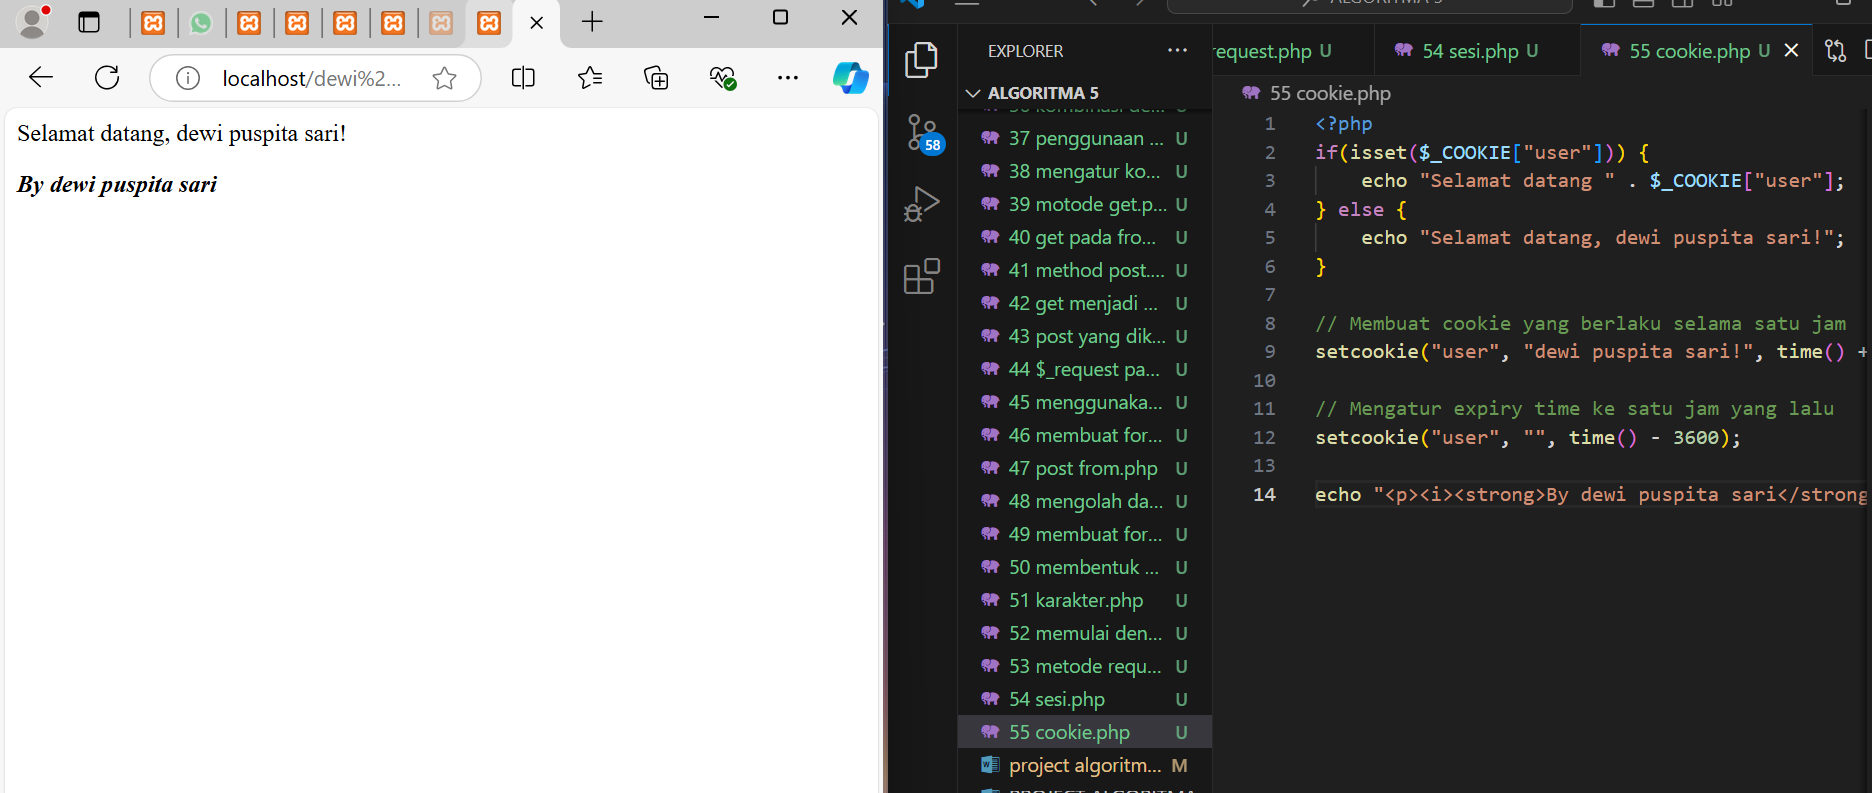 localhost/dewi%2...
Selamat datang, dewi puspita sari!
By dewi puspita sari
58
EXPLORER
ALGORITMA 5
37 penggunaan ... U
38 mengatur ko... U
39 motode get.p... U
40 get pada fro... U
41 method post.... U
42 get menjadi ... U
43 post yang dik... U
44 $_request pa... U
45 menggunaka... U
46 membuat for... U
47 post from.php U
48 mengolah da... U
49 membuat for... U
50 membentuk ... U
51 karakter.php U
52 memulai den... U
53 metode requ... U
54 sesi.php U
55 cookie.php U
project algoritm... M
request.php U
54 sesi.php U
55 cookie.php U
55 cookie.php
1 <?php
2 if(isset($_COOKIE["user"])) {
3 echo "Selamat datang " . $_COOKIE["user"];
4 } else {
5 echo "Selamat datang, dewi puspita sari!";
6 }
7
8 // Membuat cookie yang berlaku selama satu jam
9 setcookie("user", "dewi puspita sari!", time() +
10
11 // Mengatur expiry time ke satu jam yang lalu
12 setcookie("user", "", time() - 3600);
13
14 echo "<p><i><strong>By dewi puspita sari</strong